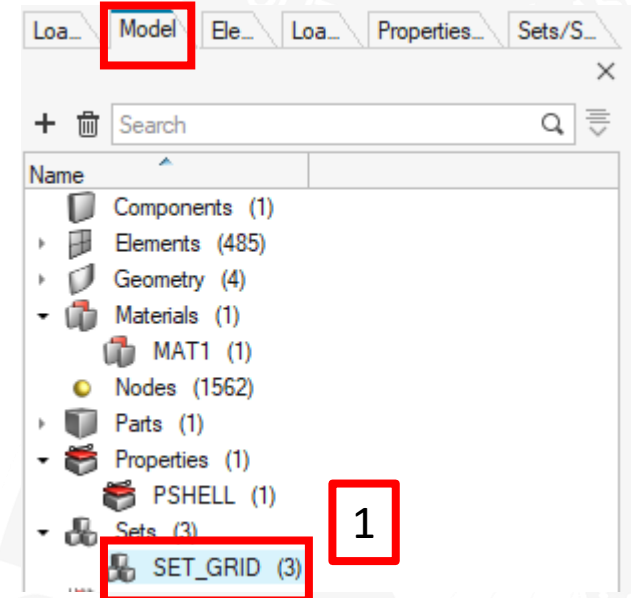 Loa... Model Ele... Loa... Properties... Sets/S...
Search
Name
Components (1)
Elements (485)
Geometry (4)
Materials (1)
MAT1 (1)
Nodes (1562)
Parts (1)
Properties (1)
PSHELL (1)
1
Sets (3)
SET_GRID (3)